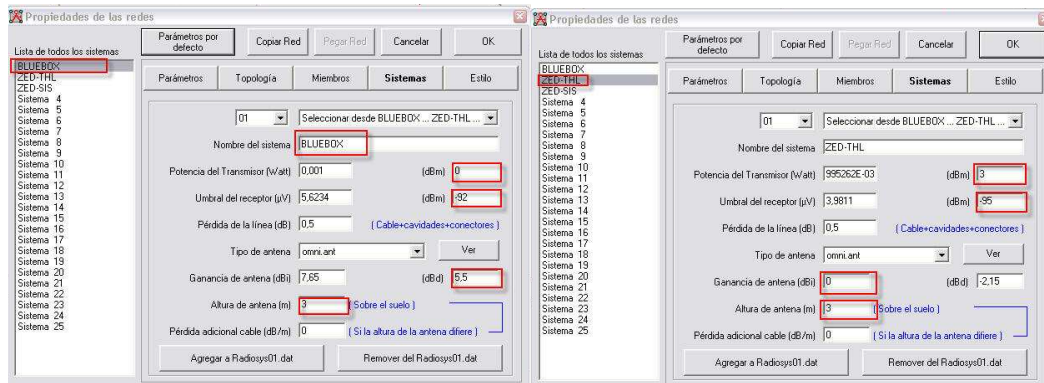 Propiedades de las redes
Lista de todos los sistemas
Parámetros por defecto
Copiar Red
Pegar Red
Cancelar
OK
BLUEBOX
ZED-THL
ZED-SIS
Sistema 4
Sistema 5
Sistema 6
Sistema 7
Sistema 8
Sistema 9
Sistema 10
Sistema 11
Sistema 12
Sistema 13
Sistema 14
Sistema 15
Sistema 16
Sistema 17
Sistema 18
Sistema 19
Sistema 20
Sistema 21
Sistema 22
Sistema 23
Sistema 24
Sistema 25
Parámetros Topología Miembros Sistemas Estilo
01 Seleccionar desde BLUEBOX ... ZED-THL ...
Nombre del sistema BLUEBOX
Potencia del Transmisor (Watt) 0,001 (dBm) 0
Umbral del receptor (µV) 5,6234 (dBm) -92
Pérdida de la línea (dB) 0,5 ( Cable+cavidades+conectores )
Tipo de antena omni.ant Ver
Ganancia de antena (dBi) 7,65 (dBd) 5,5
Altura de antena (m) 3 ( Sobre el suelo )
Pérdida adicional cable (dB/m) 0 ( Si la altura de la antena difiere )
Agregar a Radiosys01.dat Remover del Radiosys01.dat
Propiedades de las redes
Lista de todos los sistemas
Parámetros por defecto
Copiar Red
Pegar Red
Cancelar
OK
BLUEBOX
ZED-THL
ZED-SIS
Sistema 4
Sistema 5
Sistema 6
Sistema 7
Sistema 8
Sistema 9
Sistema 10
Sistema 11
Sistema 12
Sistema 13
Sistema 14
Sistema 15
Sistema 16
Sistema 17
Sistema 18
Sistema 19
Sistema 20
Sistema 21
Sistema 22
Sistema 23
Sistema 24
Sistema 25
Parámetros Topología Miembros Sistemas Estilo
01 Seleccionar desde BLUEBOX ... ZED-THL ...
Nombre del sistema ZED-THL
Potencia del Transmisor (Watt) 995262E-03 (dBm) 3
Umbral del receptor (µV) 3,9811 (dBm) -95
Pérdida de la línea (dB) 0,5 ( Cable+cavidades+conectores )
Tipo de antena omni.ant Ver
Ganancia de antena (dBi) 0 (dBd) -2,15
Altura de antena (m) 3 (Sobre el suelo )
Pérdida adicional cable (dB/m) 0 ( Si la altura de la antena difiere )
Agregar a Radiosys01.dat Remover del Radiosys01.dat